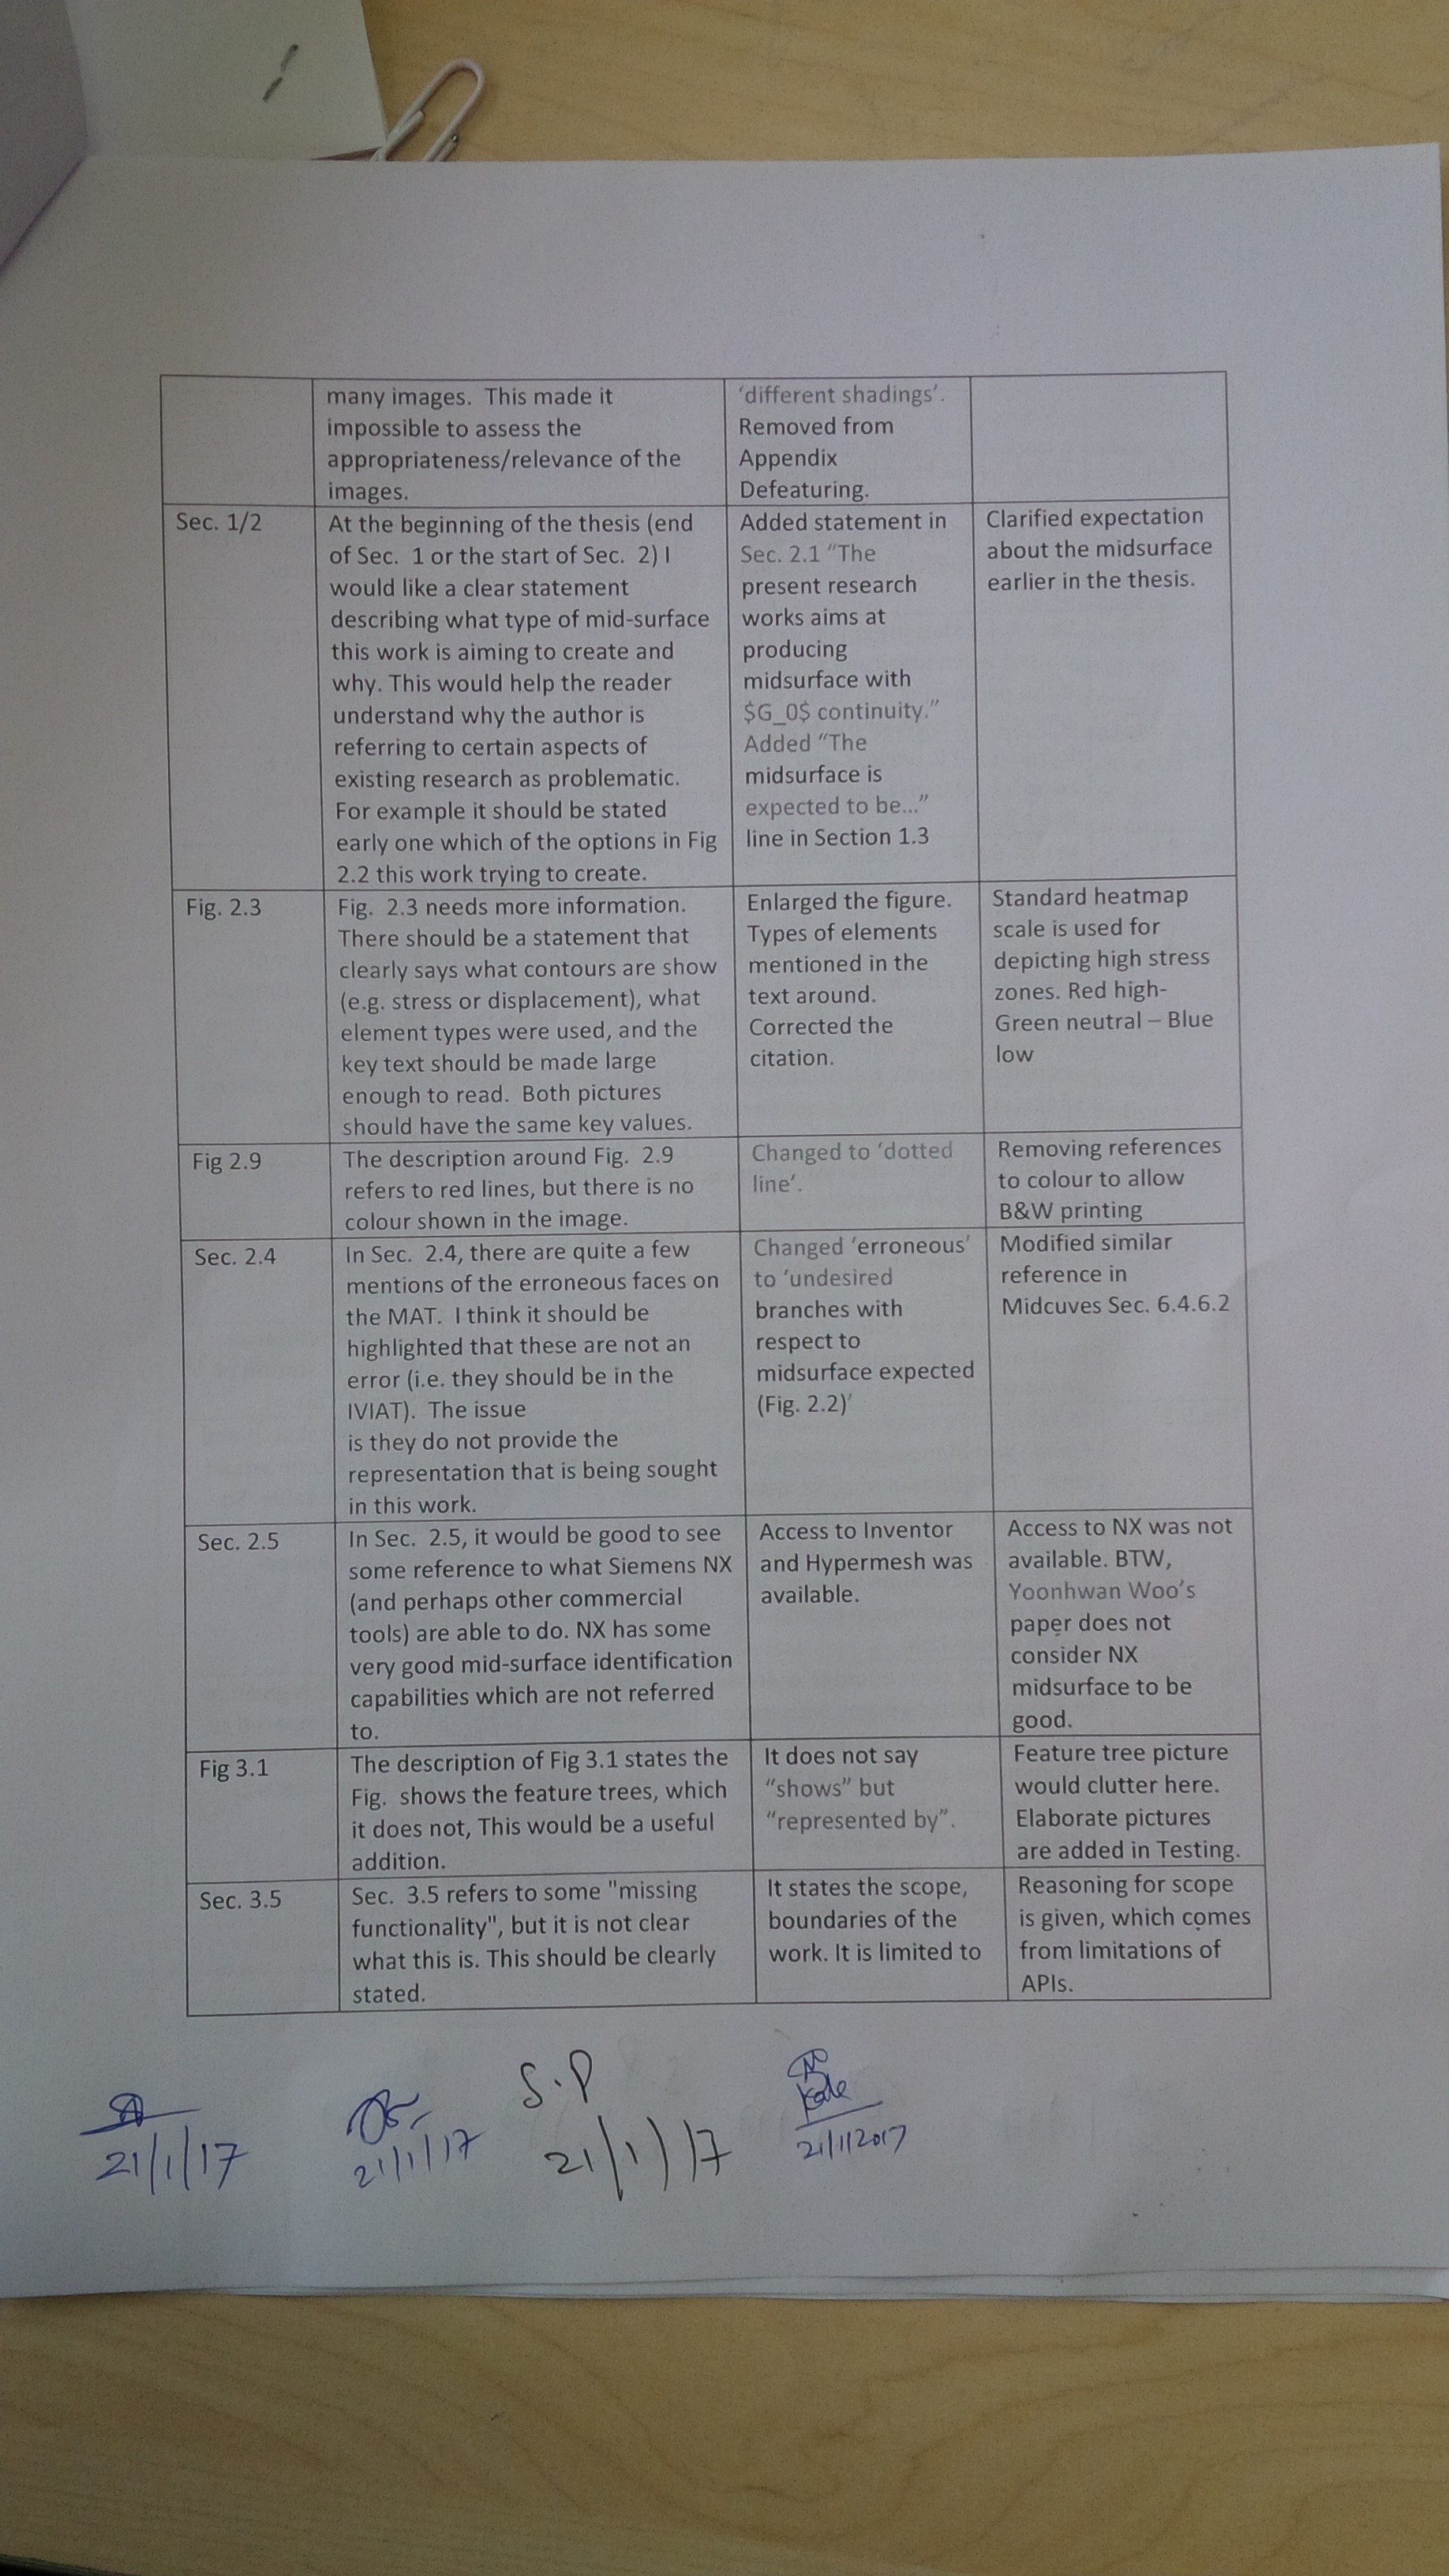 many images.  This made it
impossible to assess the
appropriateness/relevance of the
images.
‘different shadings’.
Removed from
Appendix
Defeaturing.
Sec. 1/2
At the beginning of the thesis (end
of Sec.  1 or the start of Sec.  2) I
would like a clear statement
describing what type of mid-surface
this work is aiming to create and
why. This would help the reader
understand why the author is
referring to certain aspects of
existing research as problematic.
For example it should be stated
early one which of the options in Fig
2.2 this work trying to create.
Added statement in
Sec. 2.1 “The
present research
works aims at
producing
midsurface with
$G_0$ continuity.”
Added “The
midsurface is
expected to be...”
line in Section 1.3
Clarified expectation
about the midsurface
earlier in the thesis.
Fig. 2.3
Fig.  2.3 needs more information.
There should be a statement that
clearly says what contours are show
(e.g. stress or displacement), what
element types were used, and the
key text should be made large
enough to read.  Both pictures
should have the same key values.
Enlarged the figure.
Types of elements
mentioned in the
text around.
Corrected the
citation.
Standard heatmap
scale is used for
depicting high stress
zones. Red high-
Green neutral – Blue
low
Fig 2.9
The description around Fig.  2.9
refers to red lines, but there is no
colour shown in the image.
Changed to ‘dotted
line’.
Removing references
to colour to allow
B&W printing
Sec. 2.4
In Sec.  2.4, there are quite a few
mentions of the erroneous faces on
the MAT.  I think it should be
highlighted that these are not an
error (i.e. they should be in the
IVIAT).  The issue
is they do not provide the
representation that is being sought
in this work.
Changed ‘erroneous’
to ‘undesired
branches with
respect to
midsurface expected
(Fig. 2.2)’
Modified similar
reference in
Midcuves Sec. 6.4.6.2
Sec. 2.5
In Sec.  2.5, it would be good to see
some reference to what Siemens NX
(and perhaps other commercial
tools) are able to do. NX has some
very good mid-surface identification
capabilities which are not referred
to.
Access to Inventor
and Hypermesh was
available.
Access to NX was not
available. BTW,
Yoonhwan Woo’s
paper does not
consider NX
midsurface to be
good.
Fig 3.1
The description of Fig 3.1 states the
Fig.  shows the feature trees, which
it does not, This would be a useful
addition.
It does not say
“shows” but
“represented by”.
Feature tree picture
would clutter here.
Elaborate pictures
are added in Testing.
Sec. 3.5
Sec.  3.5 refers to some "missing
functionality", but it is not clear
what this is. This should be clearly
stated.
It states the scope,
boundaries of the
work. It is limited to
Reasoning for scope
is given, which comes
from limitations of
APIs.
21/1/17
21/1/17
S.P
21/1/17
Kale
21/1/2017